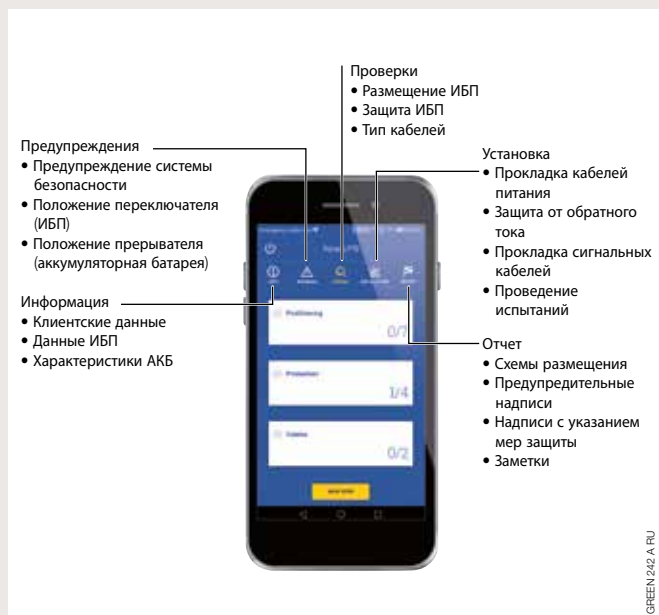 Проверки
• Размещение ИБП
• Защита ИБП
• Тип кабелей
Предупреждения
• Предупреждение системы
безопасности
• Положение переключателя
(ИБП)
• Положение прерывателя
(аккумуляторная батарея)
Информация
• Клиентские данные
• Данные ИБП
• Характеристики АКБ
Установка
• Прокладка кабелей
питания
• Защита от обратного
тока
• Прокладка сигнальных
кабелей
• Проведение
испытаний
Отчет
• Схемы размещения
• Предупредительные
надписи
• Надписи с указанием
мер защиты
• Заметки
Positioning
0/7
Protection
1/4
Cables
0/2
GREEN 242 A RU